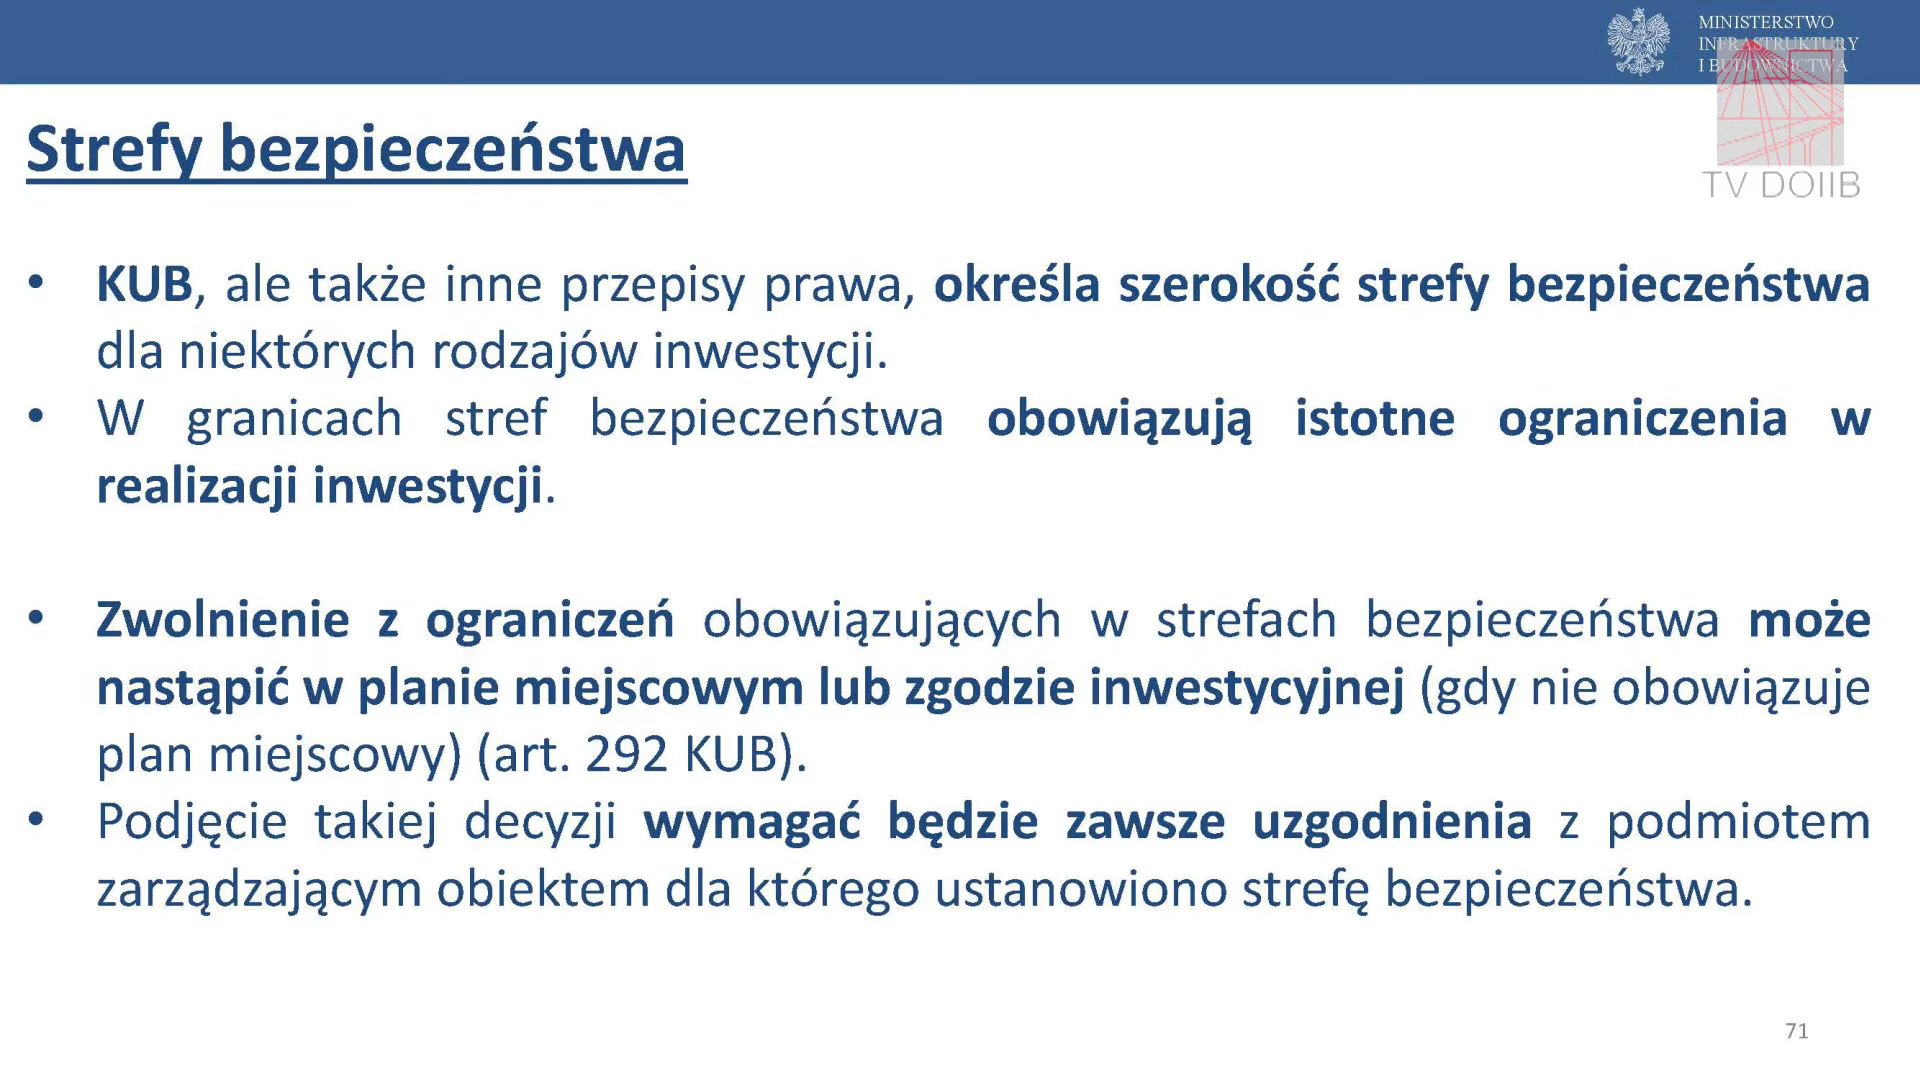 MINISTERSTWO
INFRASTRUKTURY
I BUDOWNICTWA
TV DOIIB
Strefy bezpieczeństwa
• KUB, ale także inne przepisy prawa, określa szerokość strefy bezpieczeństwa
dla niektórych rodzajów inwestycji.
• W granicach stref bezpieczeństwa obowiązują istotne ograniczenia w
realizacji inwestycji.
• Zwolnienie z ograniczeń obowiązujących w strefach bezpieczeństwa może
nastąpić w planie miejscowym lub zgodzie inwestycyjnej (gdy nie obowiązuje
plan miejscowy) (art. 292 KUB).
• Podjęcie takiej decyzji wymagać będzie zawsze uzgodnienia z podmiotem
zarządzającym obiektem dla którego ustanowiono strefę bezpieczeństwa.
71